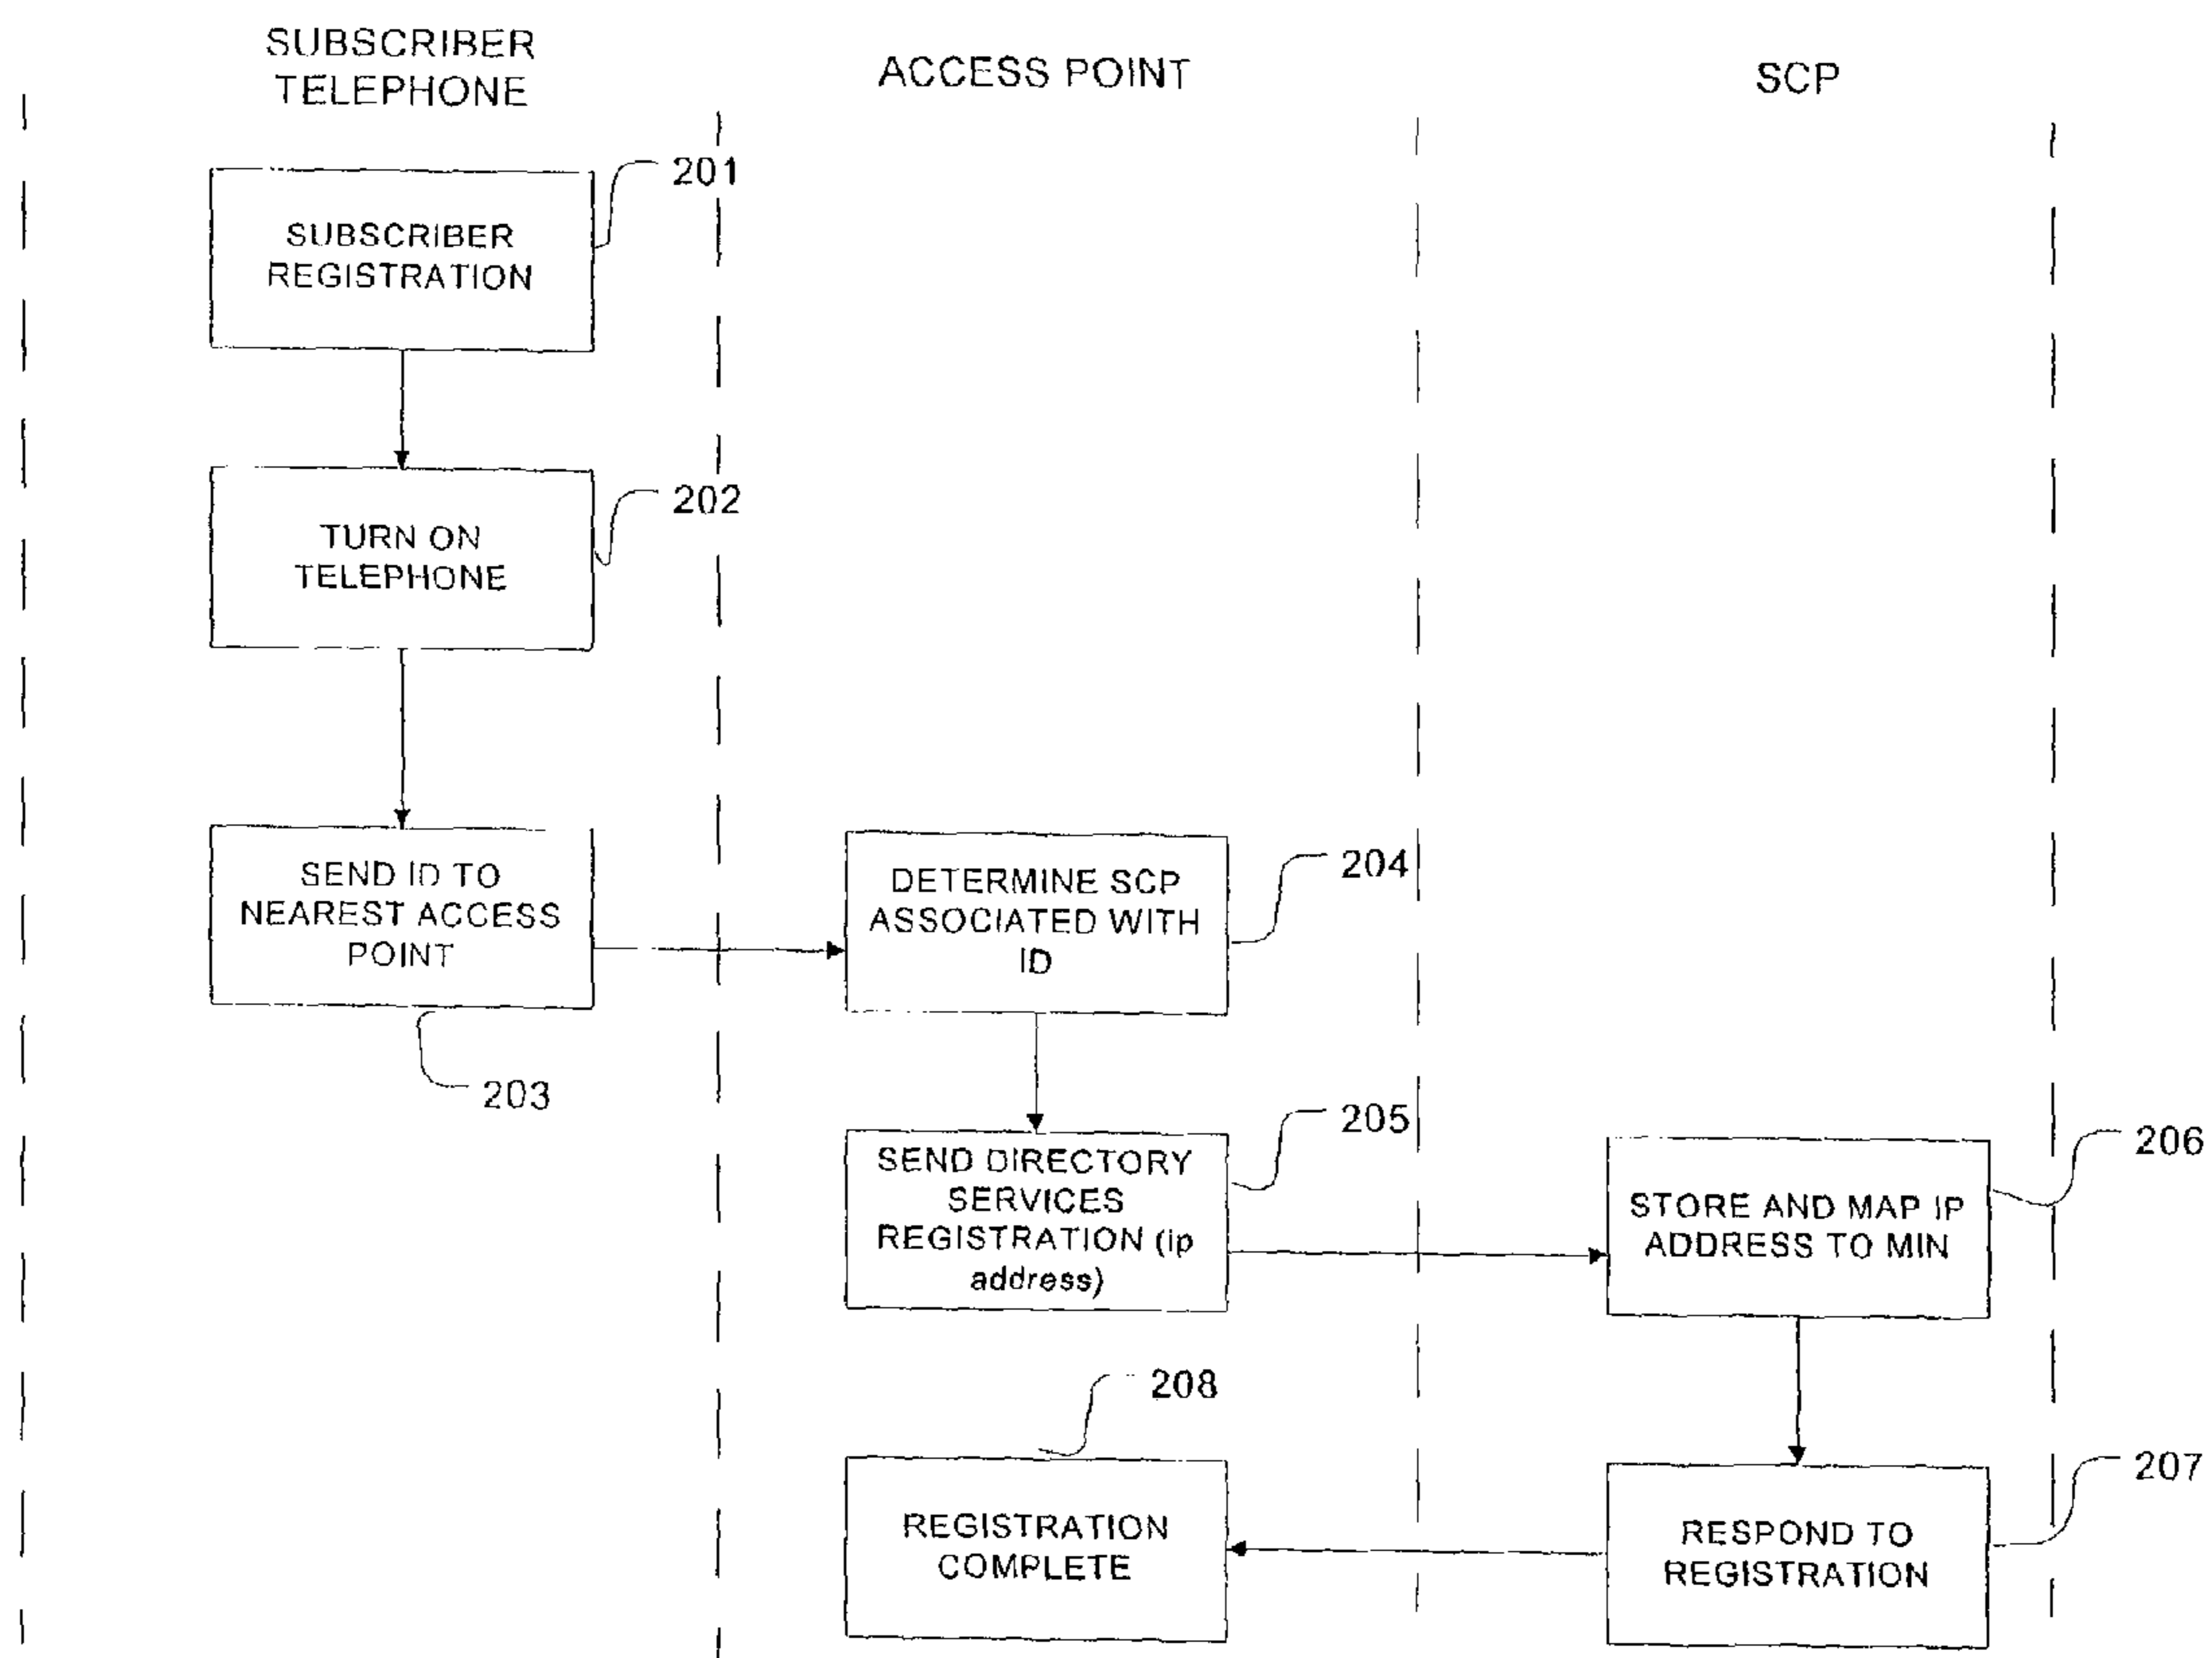 SUBSCRIBER
TELEPHONE
ACCESS POINT
SCP
201
SUBSCRIBER
REGISTRATION
202
TURN ON
TELEPHONE
SEND ID TO
NEAREST ACCESS
POINT
203
204
DETERMINE SCP
ASSOCIATED WITH
ID
205
SEND DIRECTORY
SERVICES
REGISTRATION (ip
address)
206
STORE AND MAP IP
ADDRESS TO MIN
207
RESPOND TO
REGISTRATION
208
REGISTRATION
COMPLETE